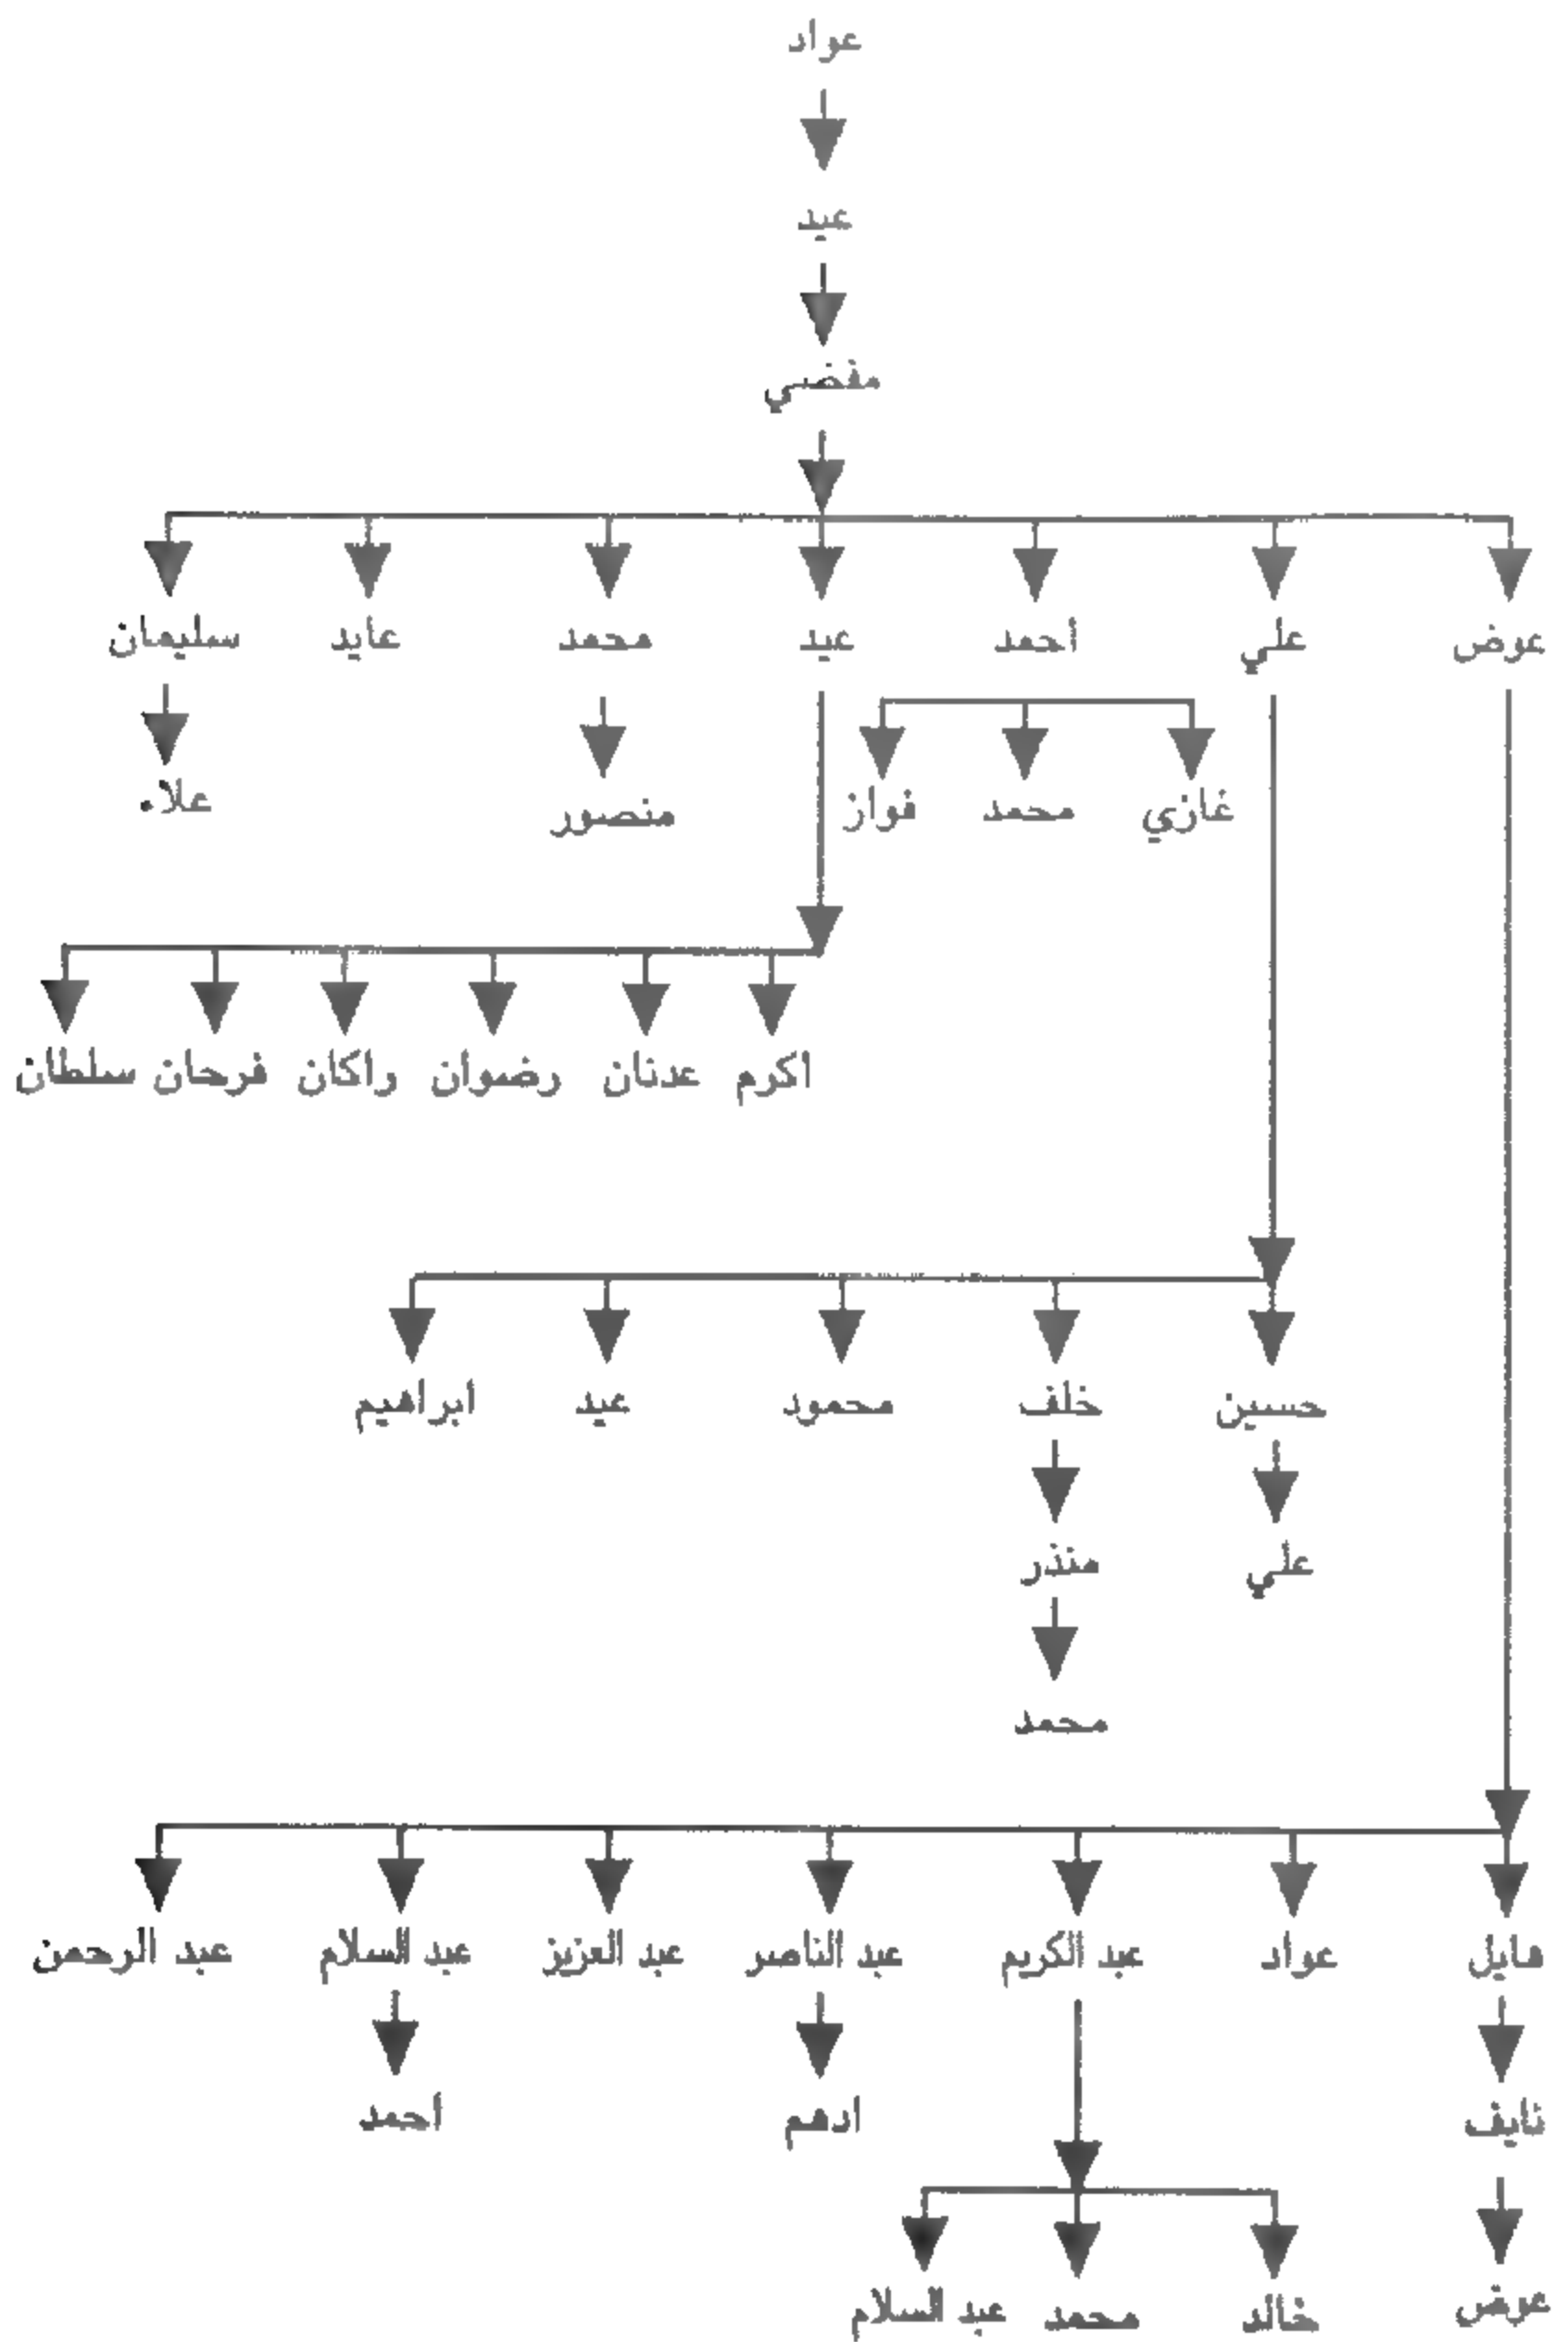 عواد
عيد
مفضي
عوض علي احمد عيد محمد عايد سليمان
غازي محمد فواز منصور علاء
اكرم عدنان رضوان راكان فرحان سلطان
حسين خلف محمود عيد ابراهيم
علي منذر
محمد
هايل عواد عبد الكريم عبد الناصر عبد العزيز عبد السلام عبد الرحمن
نايف ادهم احمد
عوض خالد محمد عبد السلام